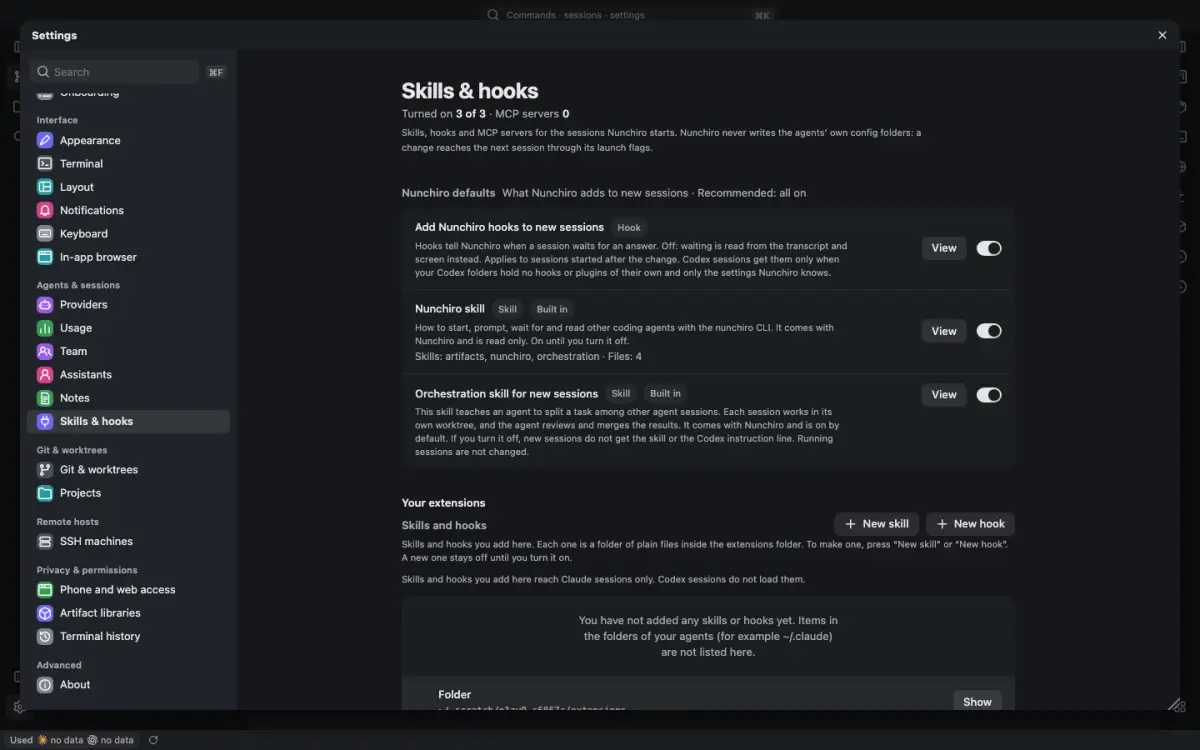 Commands · sessions · settings ⌘K
Settings
Search ⌘F
Onboarding
Interface
Appearance
Terminal
Layout
Notifications
Keyboard
In-app browser
Agents & sessions
Providers
Usage
Team
Assistants
Notes
Skills & hooks
Git & worktrees
Git & worktrees
Projects
Remote hosts
SSH machines
Privacy & permissions
Phone and web access
Artifact libraries
Terminal history
Advanced
About
Skills & hooks
Turned on 3 of 3 · MCP servers 0
Skills, hooks and MCP servers for the sessions Nunchiro starts. Nunchiro never writes the agents' own config folders: a
change reaches the next session through its launch flags.
Nunchiro defaults What Nunchiro adds to new sessions · Recommended: all on
Add Nunchiro hooks to new sessions Hook
Hooks tell Nunchiro when a session waits for an answer. Off: waiting is read from the transcript and
screen instead. Applies to sessions started after the change. Codex sessions get them only when
your Codex folders hold no hooks or plugins of their own and only the settings Nunchiro knows.
View
Nunchiro skill Skill Built in
How to start, prompt, wait for and read other coding agents with the nunchiro CLI. It comes with
Nunchiro and is read only. On until you turn it off.
Skills: artifacts, nunchiro, orchestration · Files: 4
View
Orchestration skill for new sessions Skill Built in
This skill teaches an agent to split a task among other agent sessions. Each session works in its
own worktree, and the agent reviews and merges the results. It comes with Nunchiro and is on by
default. If you turn it off, new sessions do not get the skill or the Codex instruction line. Running
sessions are not changed.
View
Your extensions
Skills and hooks
+ New skill + New hook
Skills and hooks you add here. Each one is a folder of plain files inside the extensions folder. To make one, press "New skill" or "New hook".
A new one stays off until you turn it on.
Skills and hooks you add here reach Claude sessions only. Codex sessions do not load them.
You have not added any skills or hooks yet. Items in
the folders of your agents (for example ~/.claude)
are not listed here.
Folder
Show
Used no data no data